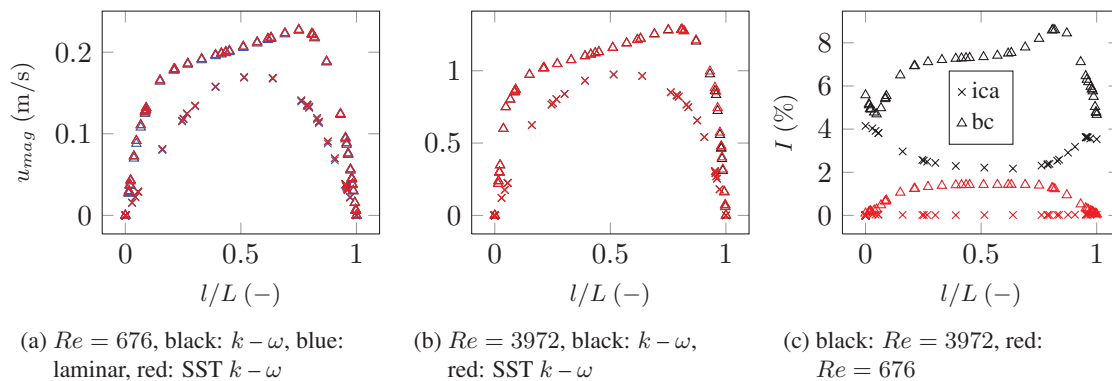 0.2
0.1
0
u_mag (m/s)
0 0.5 1
l/L (−)
1
0.5
0
u_mag (m/s)
0 0.5 1
l/L (−)
8
6
4
2
0
I (%)
ica
bc
0 0.5 1
l/L (−)
(a) Re = 676, black: k − ω, blue:
laminar, red: SST k − ω
(b) Re = 3972, black: k − ω,
red: SST k − ω
(c) black: Re = 3972, red:
Re = 676